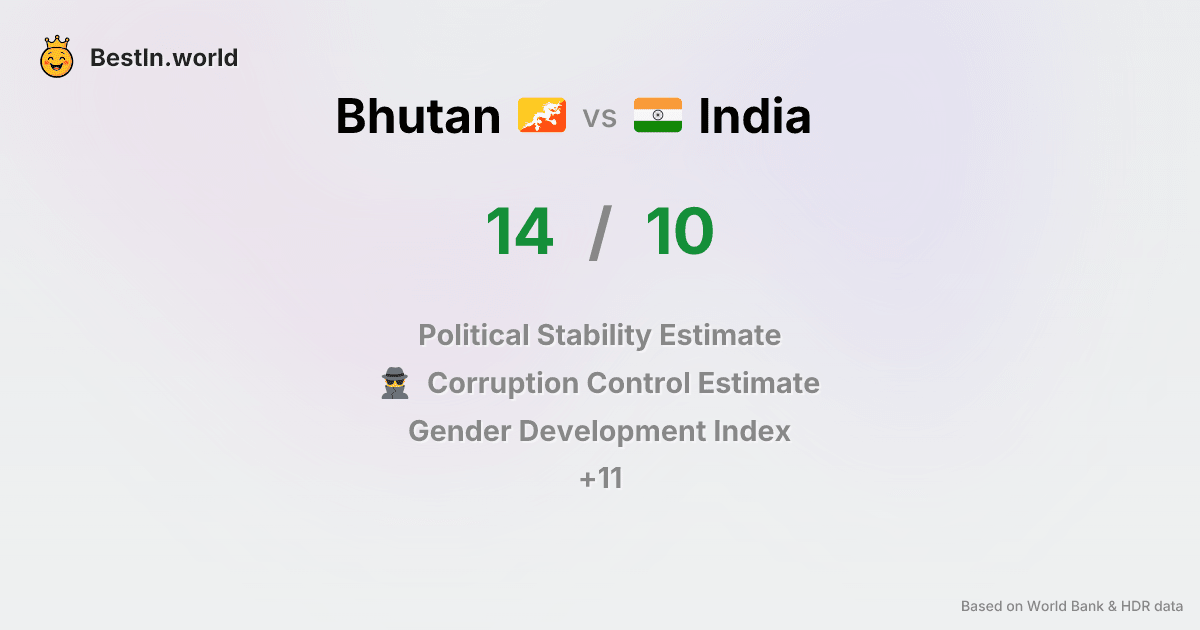 BestIn.world
Bhutan vs India
14 / 10
Political Stability Estimate
Corruption Control Estimate
Gender Development Index
+11
Based on World Bank & HDR data